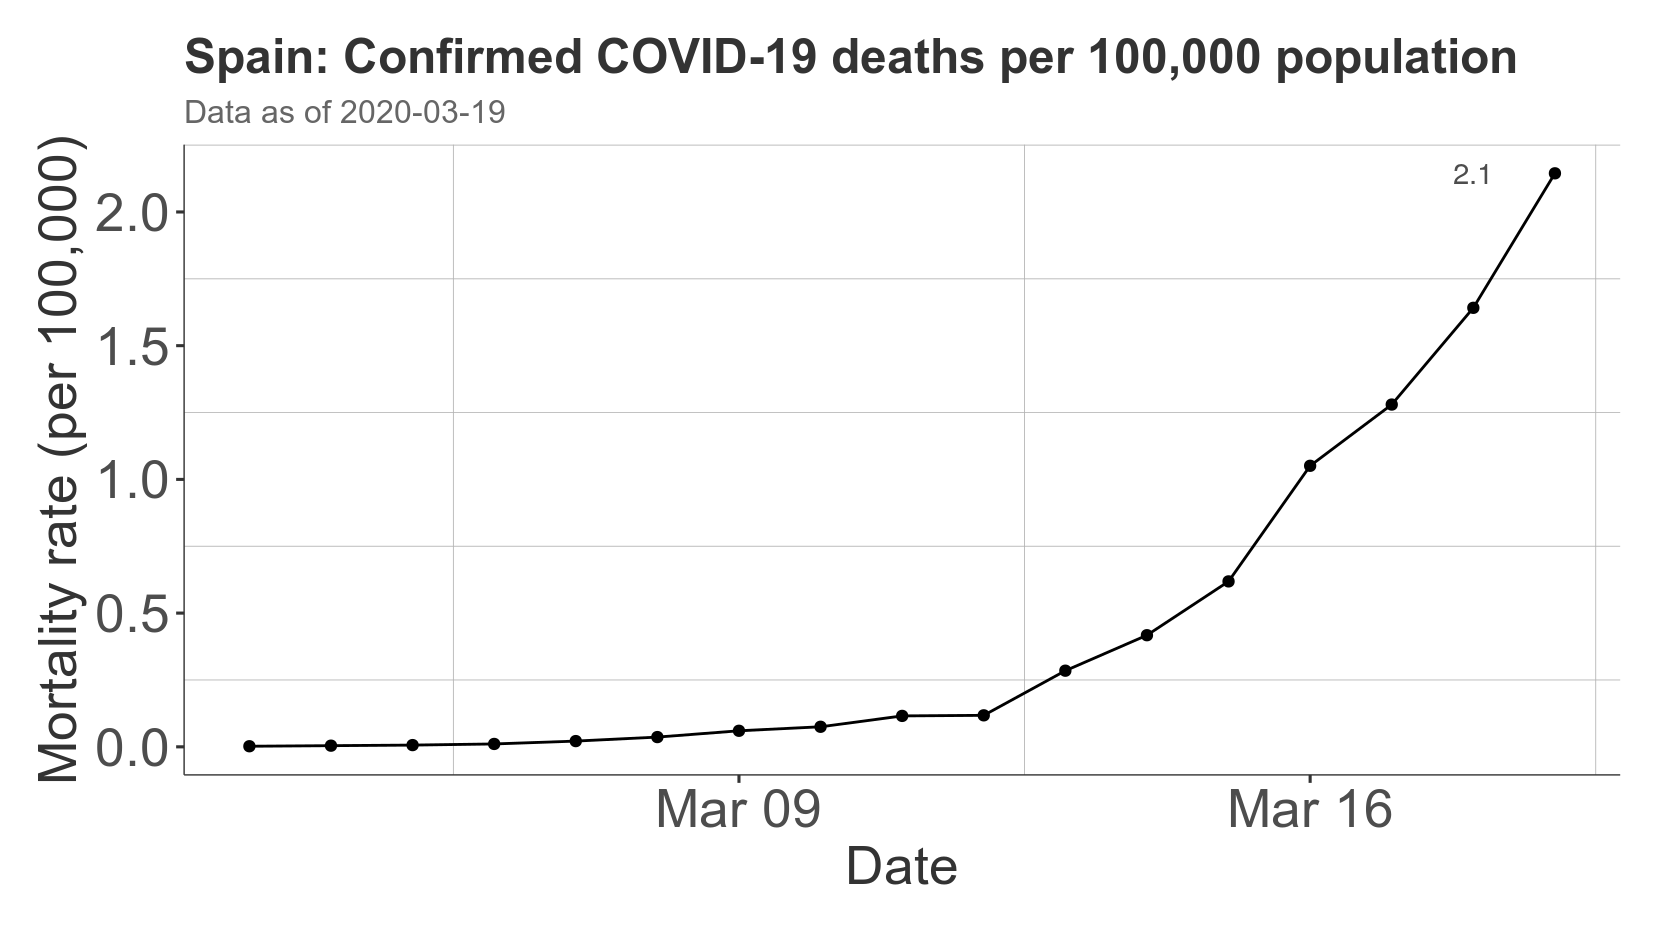 Spain: Confirmed COVID-19 deaths per 100,000 population
Data as of 2020-03-19
Mortality rate (per 100,000)
2.0
1.5
1.0
0.5
0.0
2.1
Mar 09
Mar 16
Date